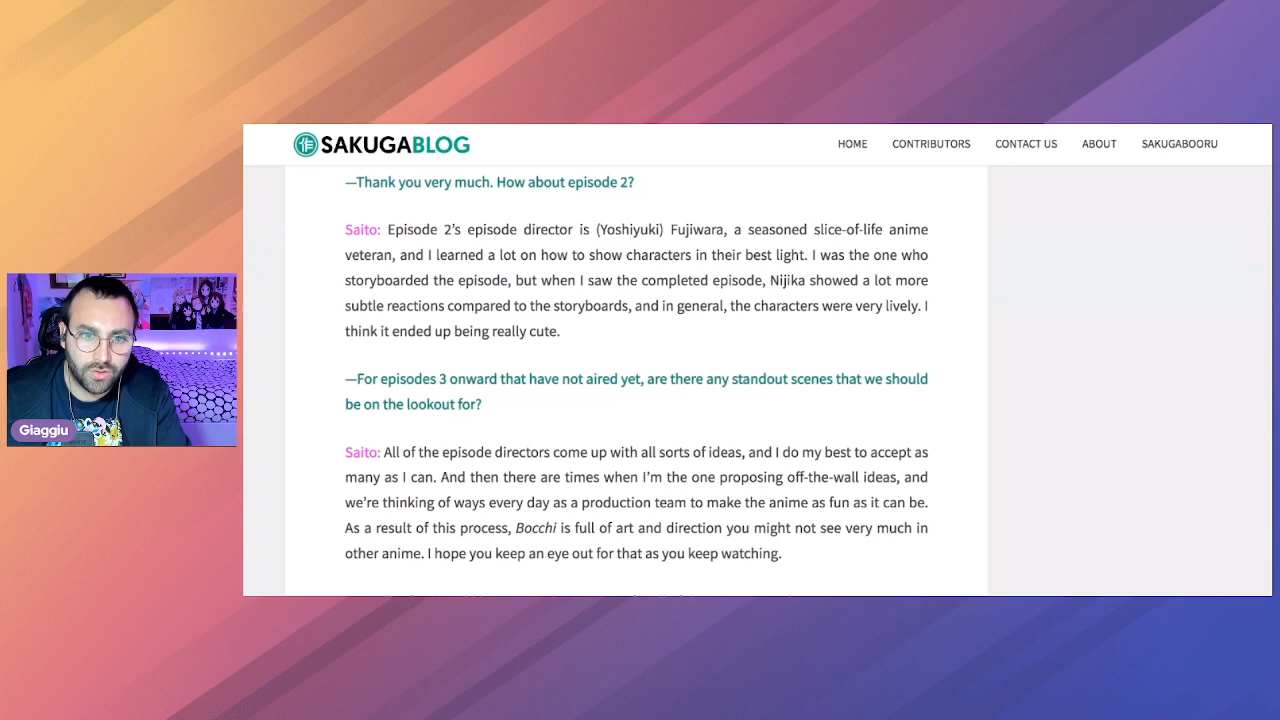 SAKUGABLOG
HOME CONTRIBUTORS CONTACT US ABOUT SAKUGABOORU
—Thank you very much. How about episode 2?
Saito: Episode 2’s episode director is (Yoshiyuki) Fujiwara, a seasoned slice-of-life anime
veteran, and I learned a lot on how to show characters in their best light. I was the one who
storyboarded the episode, but when I saw the completed episode, Nijika showed a lot more
subtle reactions compared to the storyboards, and in general, the characters were very lively. I
think it ended up being really cute.
—For episodes 3 onward that have not aired yet, are there any standout scenes that we should
be on the lookout for?
Saito: All of the episode directors come up with all sorts of ideas, and I do my best to accept as
many as I can. And then there are times when I’m the one proposing off-the-wall ideas, and
we’re thinking of ways every day as a production team to make the anime as fun as it can be.
As a result of this process, Bocchi is full of art and direction you might not see very much in
other anime. I hope you keep an eye out for that as you keep watching.
Giaggiu